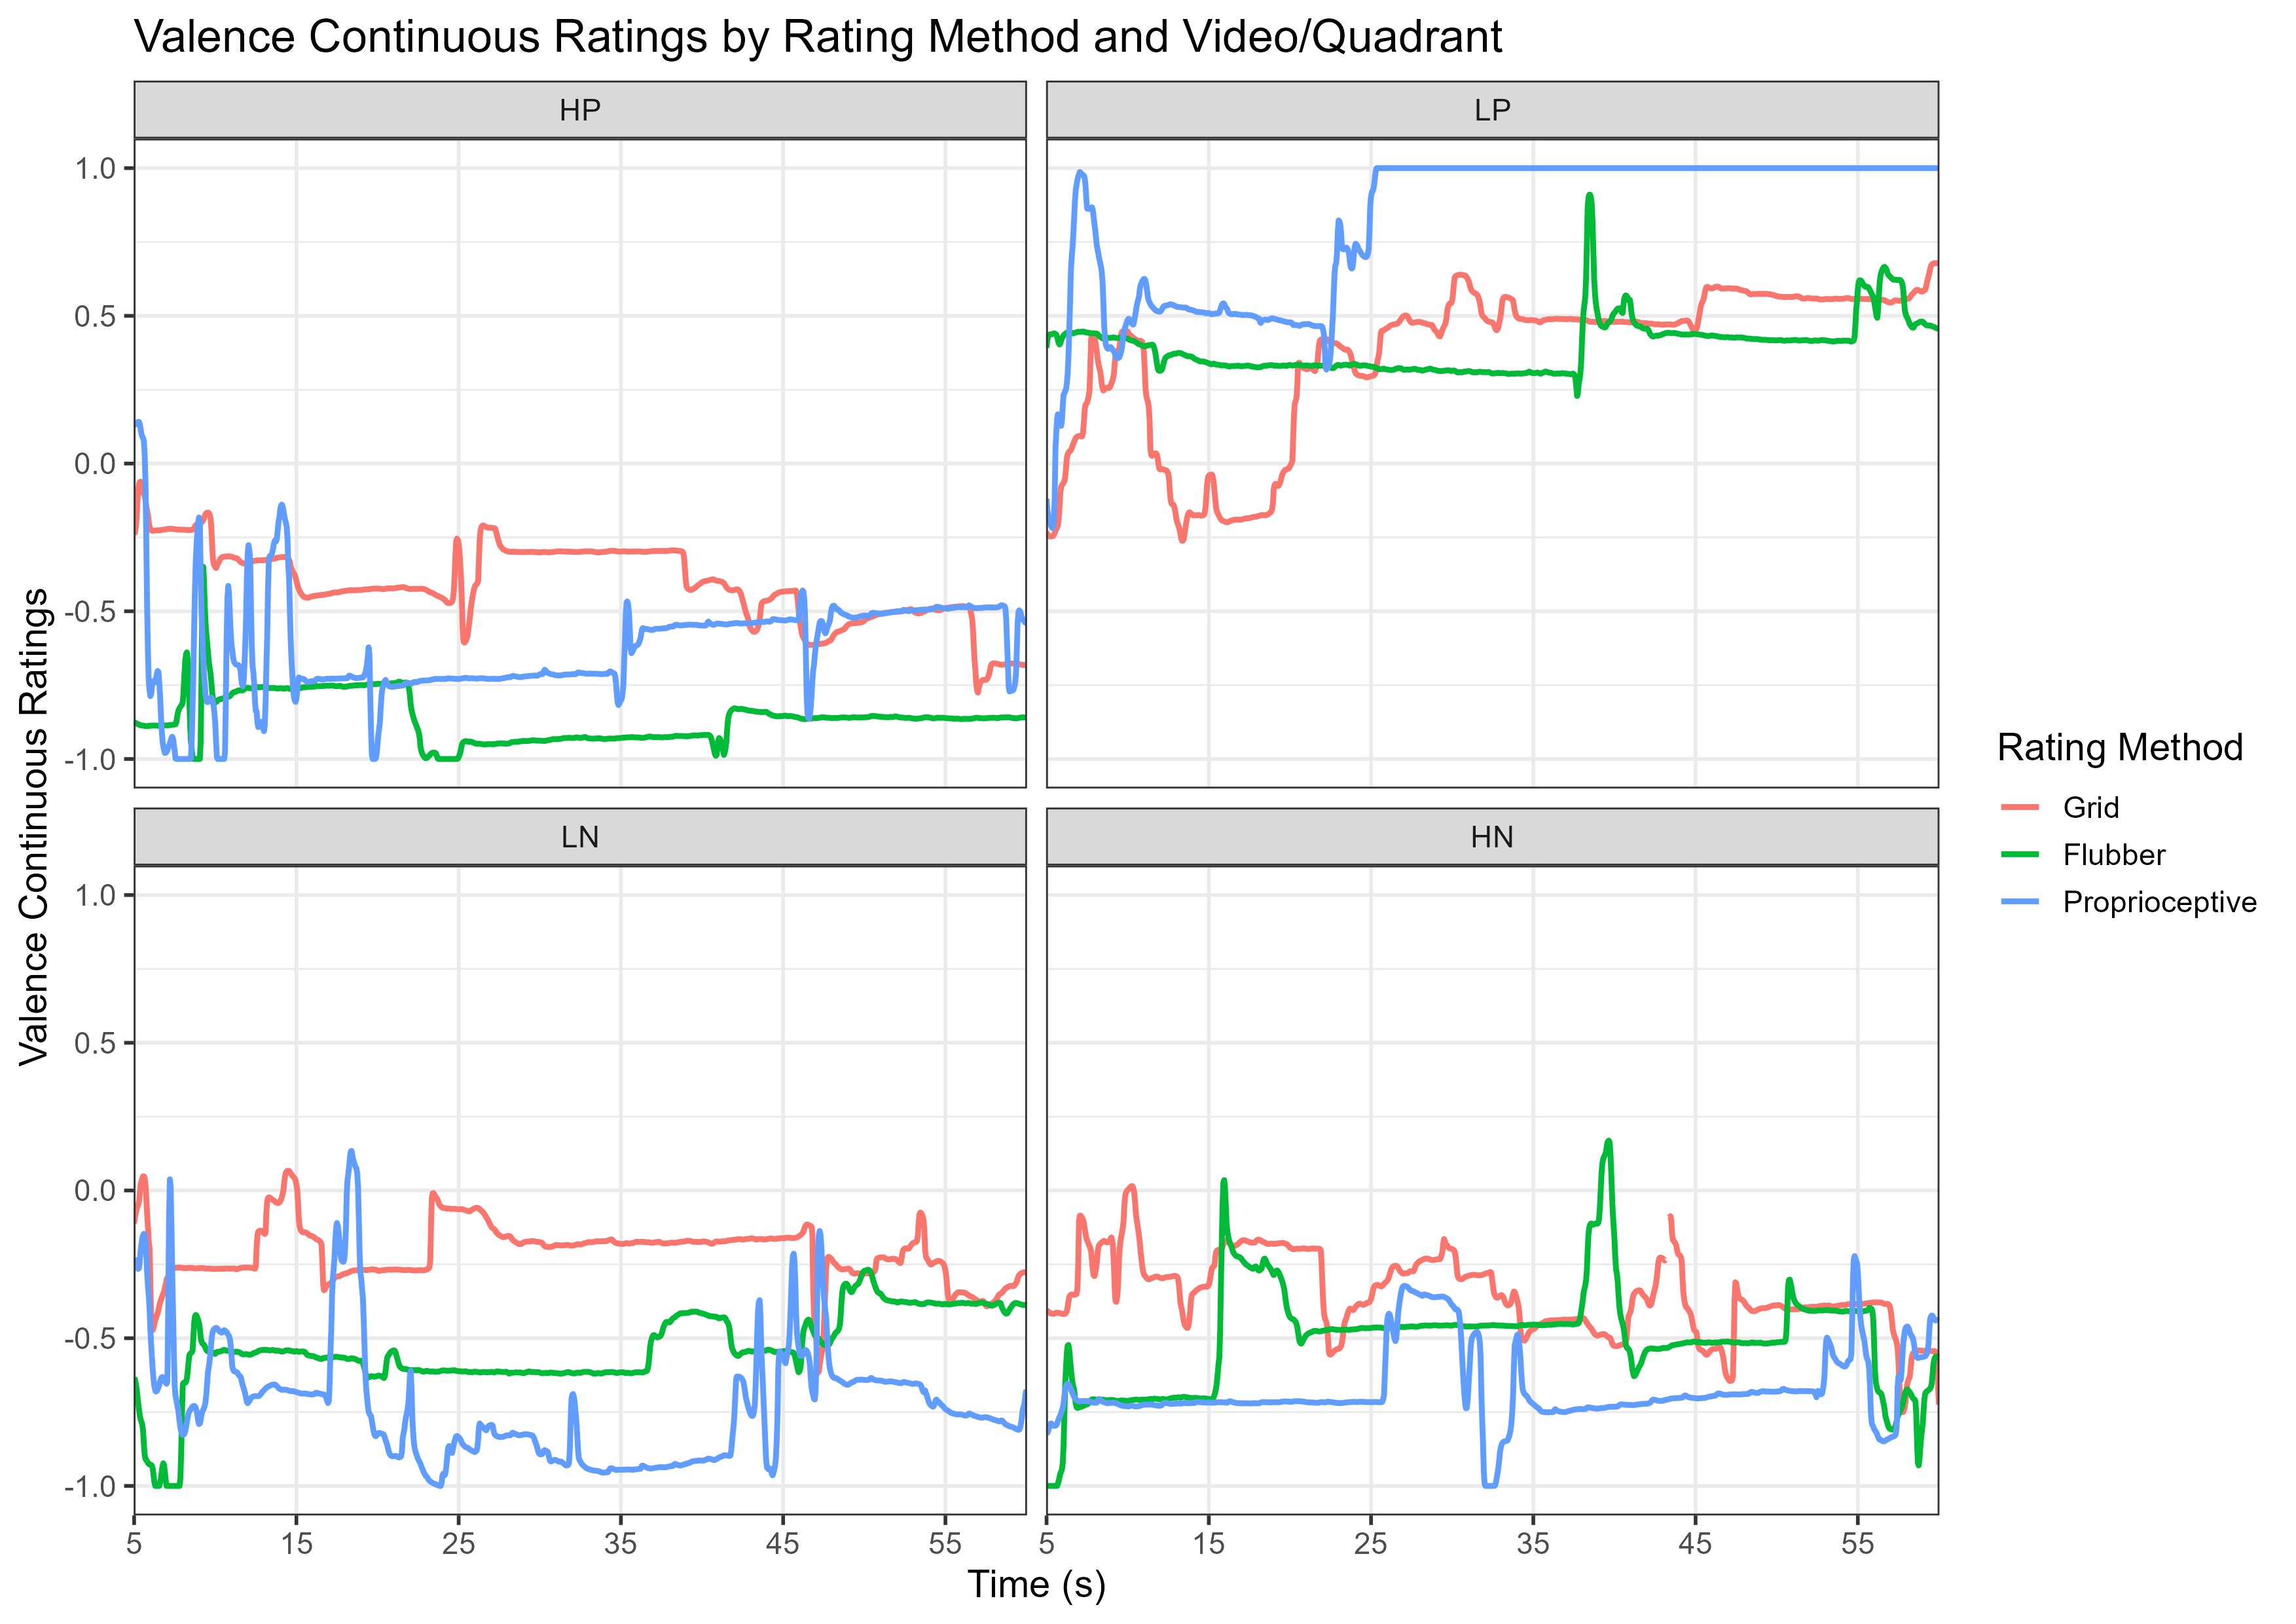 Valence Continuous Ratings by Rating Method and Video/Quadrant
HP
LP
1.0
0.5
0.0
-0.5
-1.0
LN
HN
1.0
0.5
0.0
-0.5
-1.0
5
15
25
35
45
55
5
15
25
35
45
55
Time (s)
Valence Continuous Ratings
Rating Method
Grid
Flubber
Proprioceptive